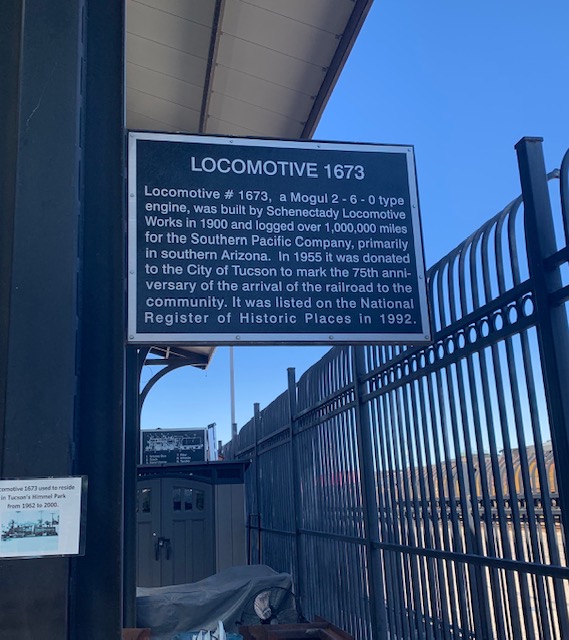 LOCOMOTIVE 1673
Locomotive # 1673, a Mogul 2 - 6 - 0 type
engine, was built by Schenectady Locomotive
Works in 1900 and logged over 1,000,000 miles
for the Southern Pacific Company, primarily
in southern Arizona. In 1955 it was donated
to the City of Tucson to mark the 75th anni-
versary of the arrival of the railroad to the
community. It was listed on the National
Register of Historic Places in 1992.
comotive 1673 used to reside
in Tucson's Himmel Park
from 1962 to 2000.